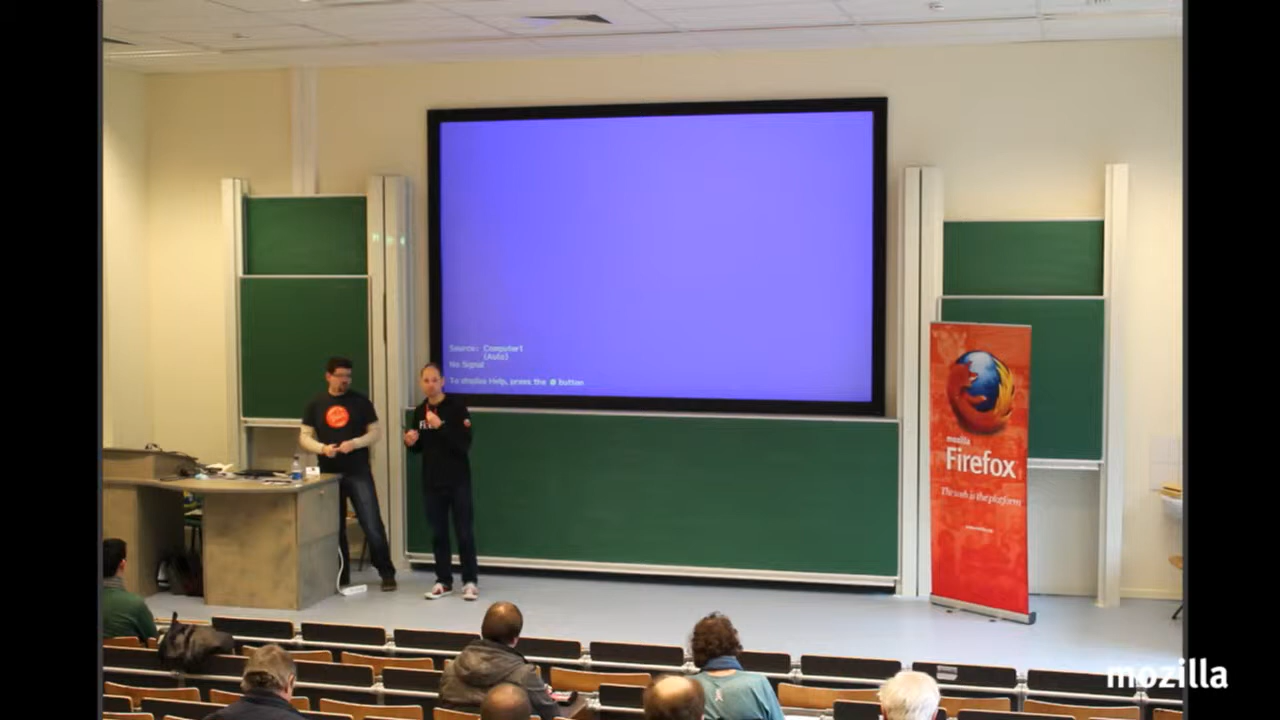 Source: Computer1
(Auto)
No Signal
To display Help, press the button
mozilla
Firefox
The web is the platform
mozilla